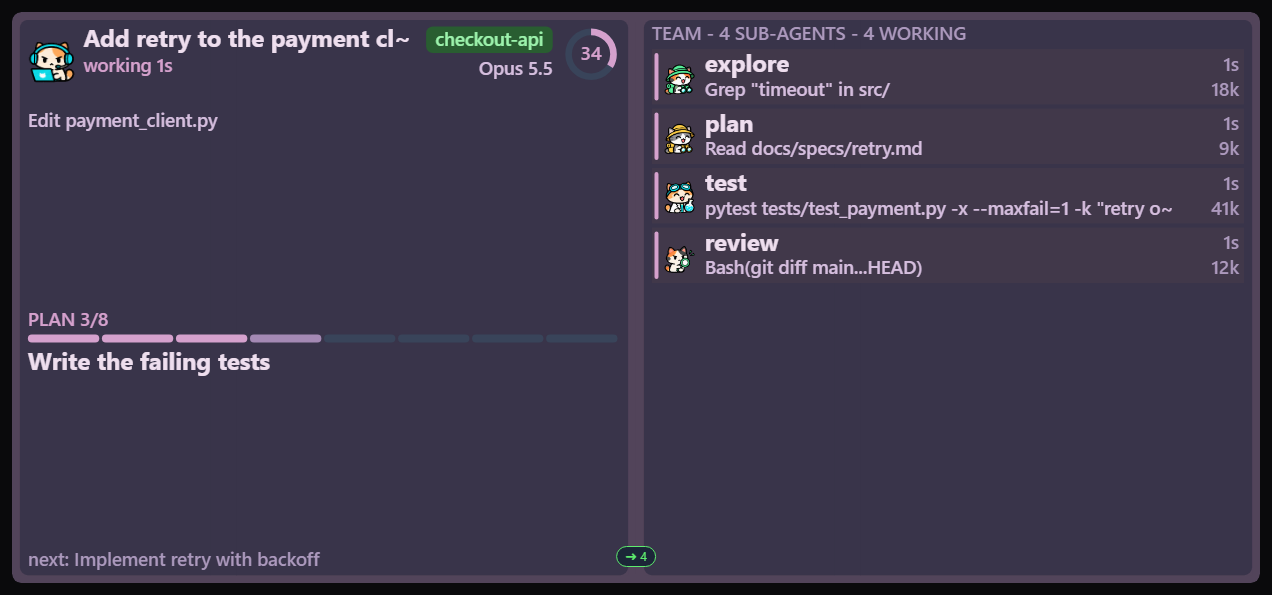 Add retry to the payment cl~
checkout-api
34
working 1s
Opus 5.5
Edit payment_client.py
PLAN 3/8
Write the failing tests
next: Implement retry with backoff
→ 4
TEAM - 4 SUB-AGENTS - 4 WORKING
explore 1s
Grep "timeout" in src/ 18k
plan 1s
Read docs/specs/retry.md 9k
test 1s
pytest tests/test_payment.py -x --maxfail=1 -k "retry o~ 41k
review 1s
Bash(git diff main...HEAD) 12k